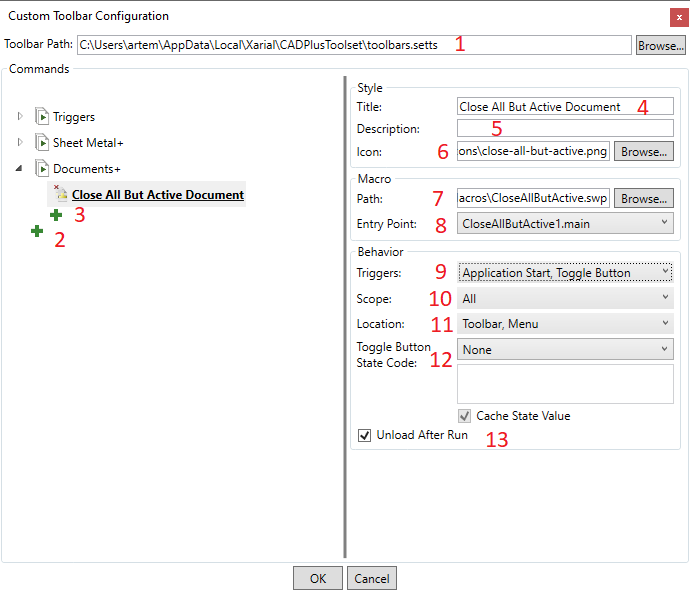 Custom Toolbar Configuration x
Toolbar Path: C:\Users\artem\AppData\Local\Xarial\CADPlusToolset\toolbars.setts 1 Browse...
Commands
Triggers
Sheet Metal+
Documents+
Close All But Active Document
3
2
Style
Title: Close All But Active Document 4
Description: 5
Icon: 6 ons\close-all-but-active.png Browse...
Macro
Path: 7 acros\CloseAllButActive.swp Browse...
Entry Point: 8 CloseAllButActive1.main
Behavior
Triggers: 9 Application Start, Toggle Button
Scope: 10 All
Location: 11 Toolbar, Menu
Toggle Button
State Code: 12 None
Cache State Value
Unload After Run 13
OK Cancel